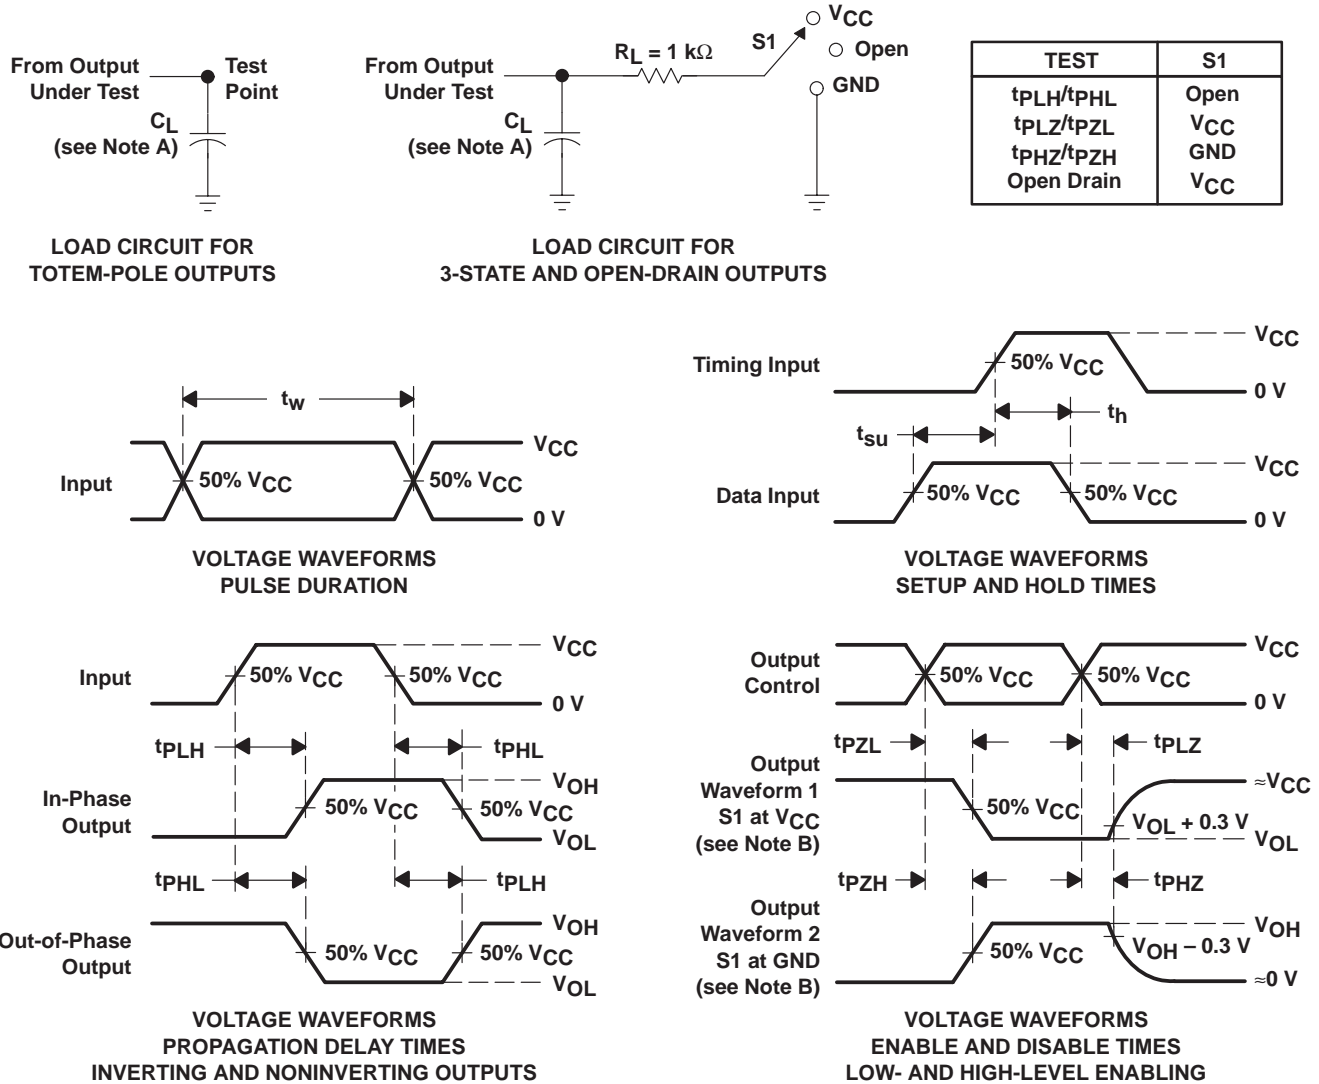 From Output
Under Test
Test
Point
CL
(see Note A)
LOAD CIRCUIT FOR
TOTEM-POLE OUTPUTS
From Output
Under Test
CL
(see Note A)
RL = 1 kΩ
S1
VCC
Open
GND
LOAD CIRCUIT FOR
3-STATE AND OPEN-DRAIN OUTPUTS
TEST S1
tPLH/tPHL Open
tPLZ/tPZL VCC
tPHZ/tPZH GND
Open Drain VCC
tw
Input
50% VCC
50% VCC
VCC
0 V
VOLTAGE WAVEFORMS
PULSE DURATION
Timing Input
50% VCC
VCC
0 V
tsu
th
Data Input
50% VCC
50% VCC
VCC
0 V
VOLTAGE WAVEFORMS
SETUP AND HOLD TIMES
Input
50% VCC
50% VCC
VCC
0 V
tPLH
tPHL
In-Phase
Output
50% VCC
50% VCC
VOH
VOL
tPHL
tPLH
Out-of-Phase
Output
50% VCC
50% VCC
VOH
VOL
VOLTAGE WAVEFORMS
PROPAGATION DELAY TIMES
INVERTING AND NONINVERTING OUTPUTS
Output
Control
50% VCC
50% VCC
VCC
0 V
tPZL
tPLZ
Output
Waveform 1
S1 at VCC
(see Note B)
50% VCC
VOL + 0.3 V
≈VCC
VOL
tPZH
tPHZ
Output
Waveform 2
S1 at GND
(see Note B)
50% VCC
VOH − 0.3 V
VOH
≈0 V
VOLTAGE WAVEFORMS
ENABLE AND DISABLE TIMES
LOW- AND HIGH-LEVEL ENABLING